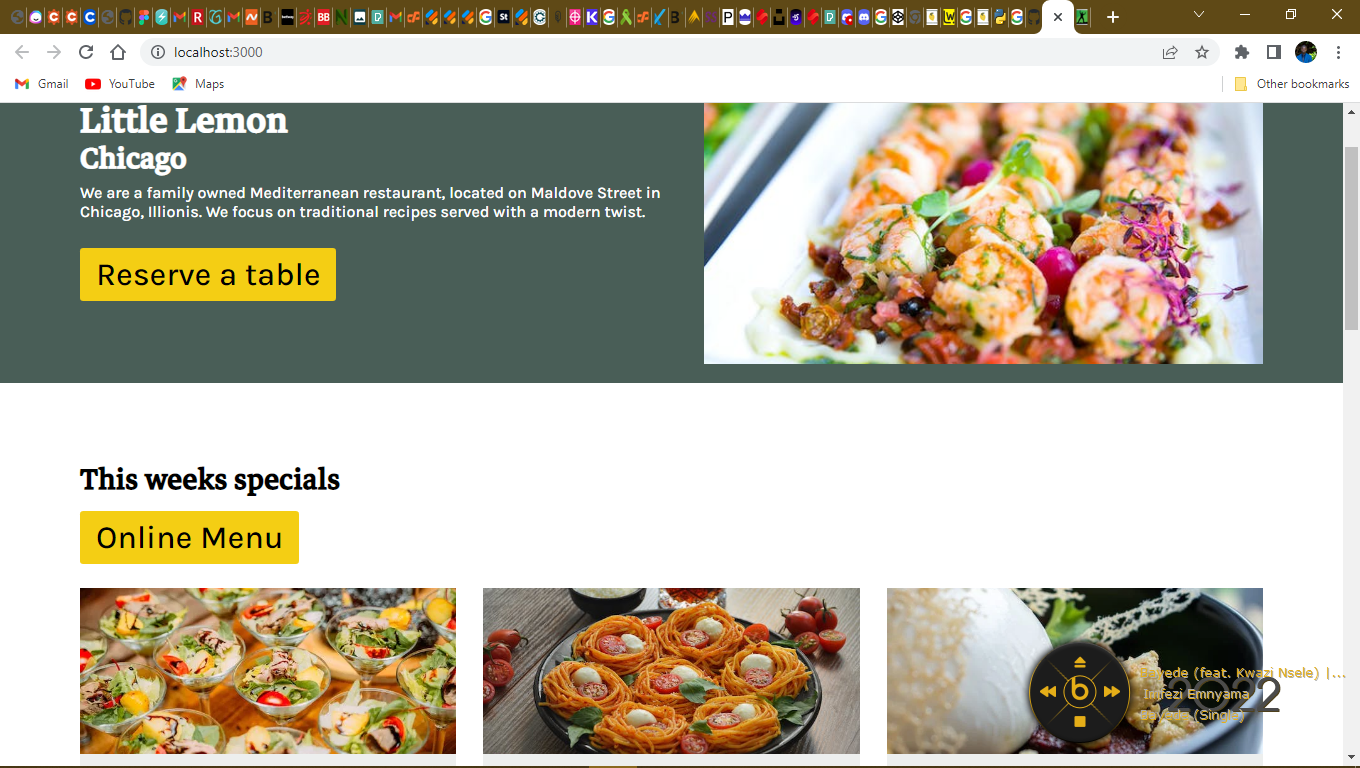 localhost:3000
Gmail
YouTube
Maps
Other bookmarks
Little Lemon
Chicago
We are a family owned Mediterranean restaurant, located on Maldove Street in
Chicago, Illionis. We focus on traditional recipes served with a modern twist.
Reserve a table
This weeks specials
Online Menu
Bayede (feat. Kwazi Nsele) |...
Imfezi Emnyama
Bayede (Single)
2022